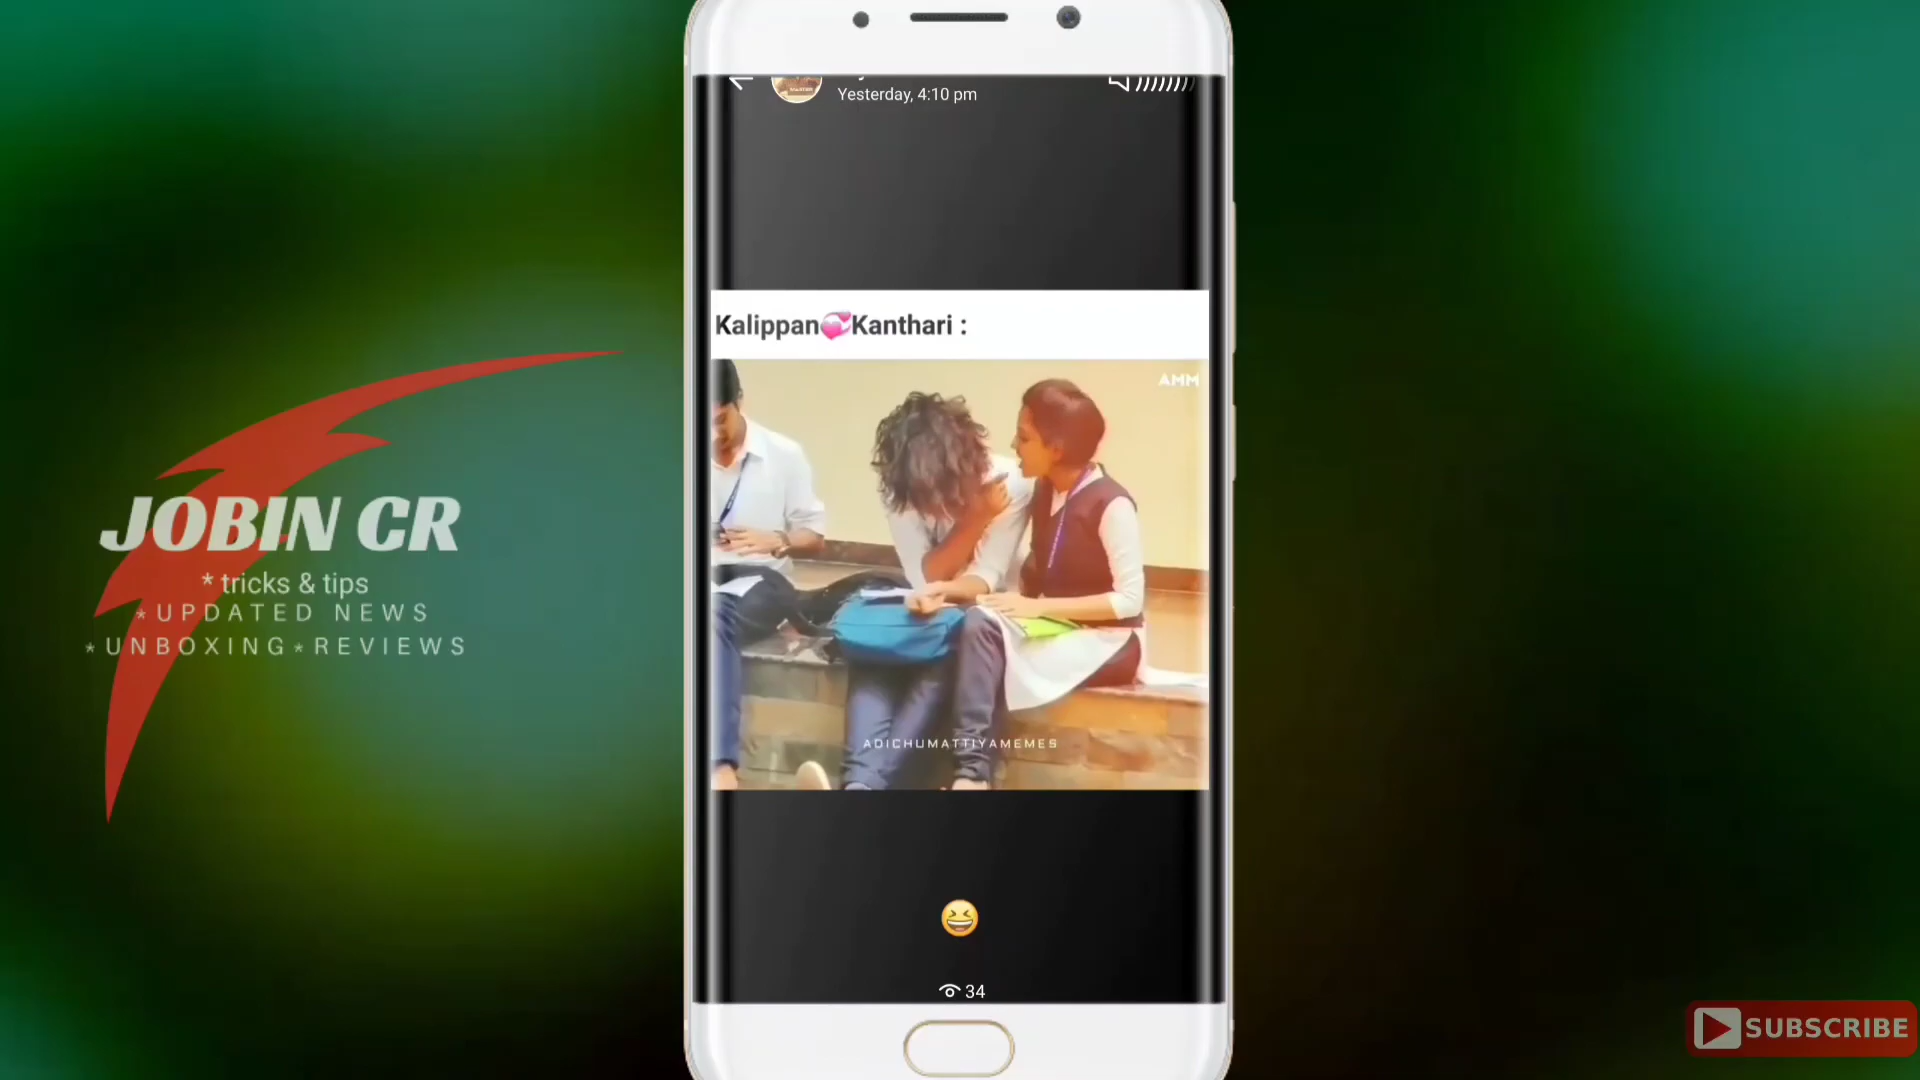 Yesterday, 4:10 pm
Kalippan💞Kanthari :
AMM
ADICHUMATTIYAMEMES
😆
34
JOBIN CR
* tricks & tips
*UPDATED NEWS
*UNBOXING*REVIEWS
SUBSCRIBE